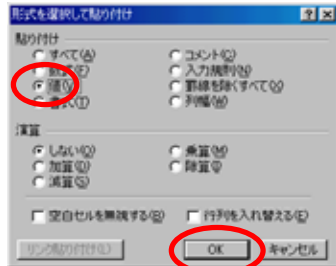 形式を選択して貼り付け
貼り付け
すべて(A)
コメント(C)
数式(F)
入力規則(N)
値(V)
罫線を除くすべて(X)
書式(T)
列幅(W)
演算
しない(O)
乗算(M)
加算(D)
除算(I)
減算(S)
空白セルを無視する(B)
行列を入れ替える(E)
リンク貼り付け(L)
OK
キャンセル